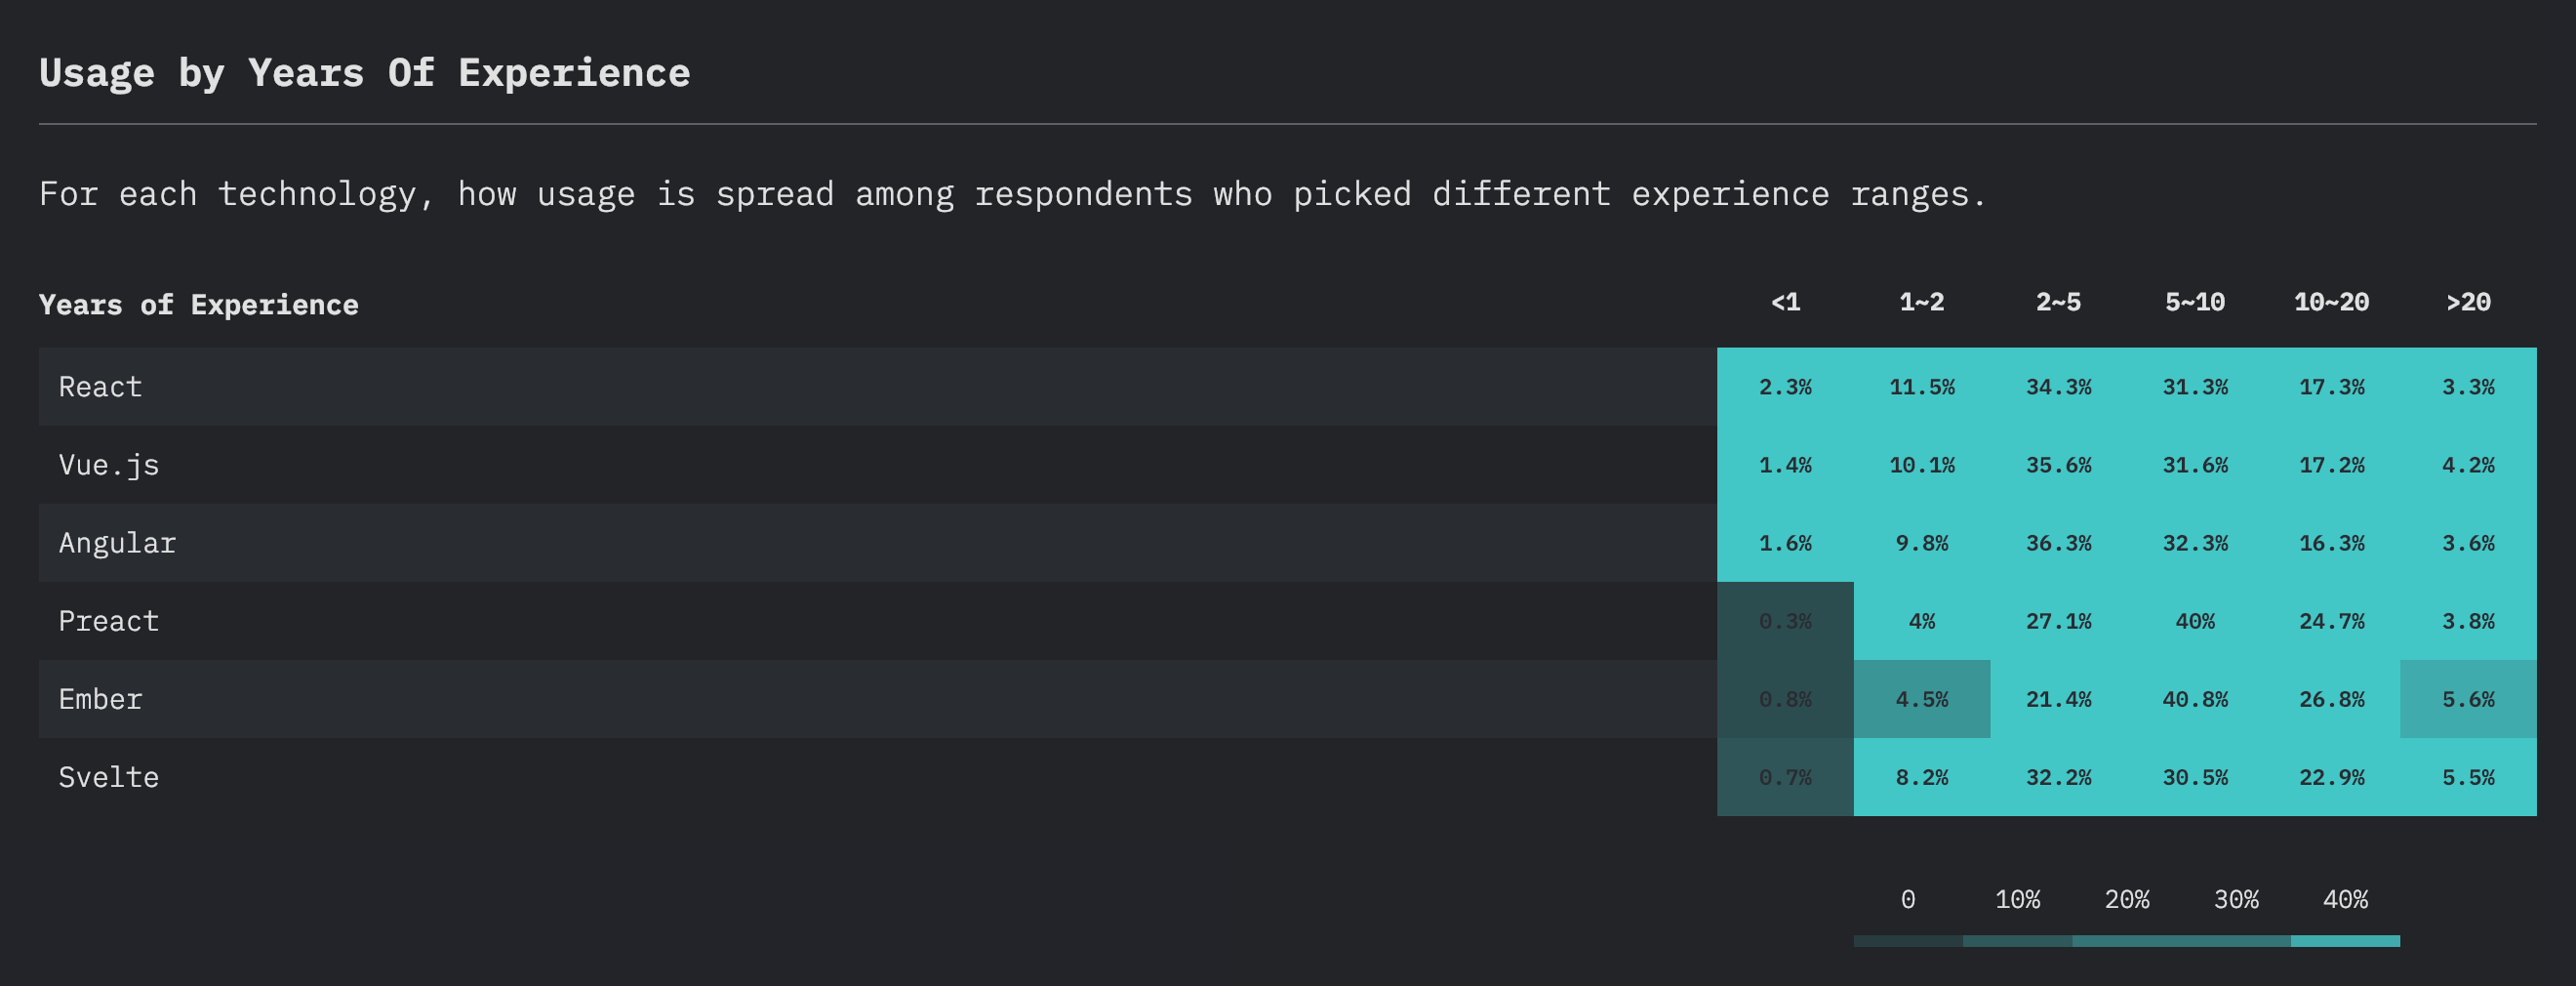 Usage by Years Of Experience
For each technology, how usage is spread among respondents who picked different experience ranges.
Years of Experience <1 1~2 2~5 5~10 10~20 >20
React 2.3% 11.5% 34.3% 31.3% 17.3% 3.3%
Vue.js 1.4% 10.1% 35.6% 31.6% 17.2% 4.2%
Angular 1.6% 9.8% 36.3% 32.3% 16.3% 3.6%
Preact 0.3% 4% 27.1% 40% 24.7% 3.8%
Ember 0.8% 4.5% 21.4% 40.8% 26.8% 5.6%
Svelte 0.7% 8.2% 32.2% 30.5% 22.9% 5.5%
0 10% 20% 30% 40%